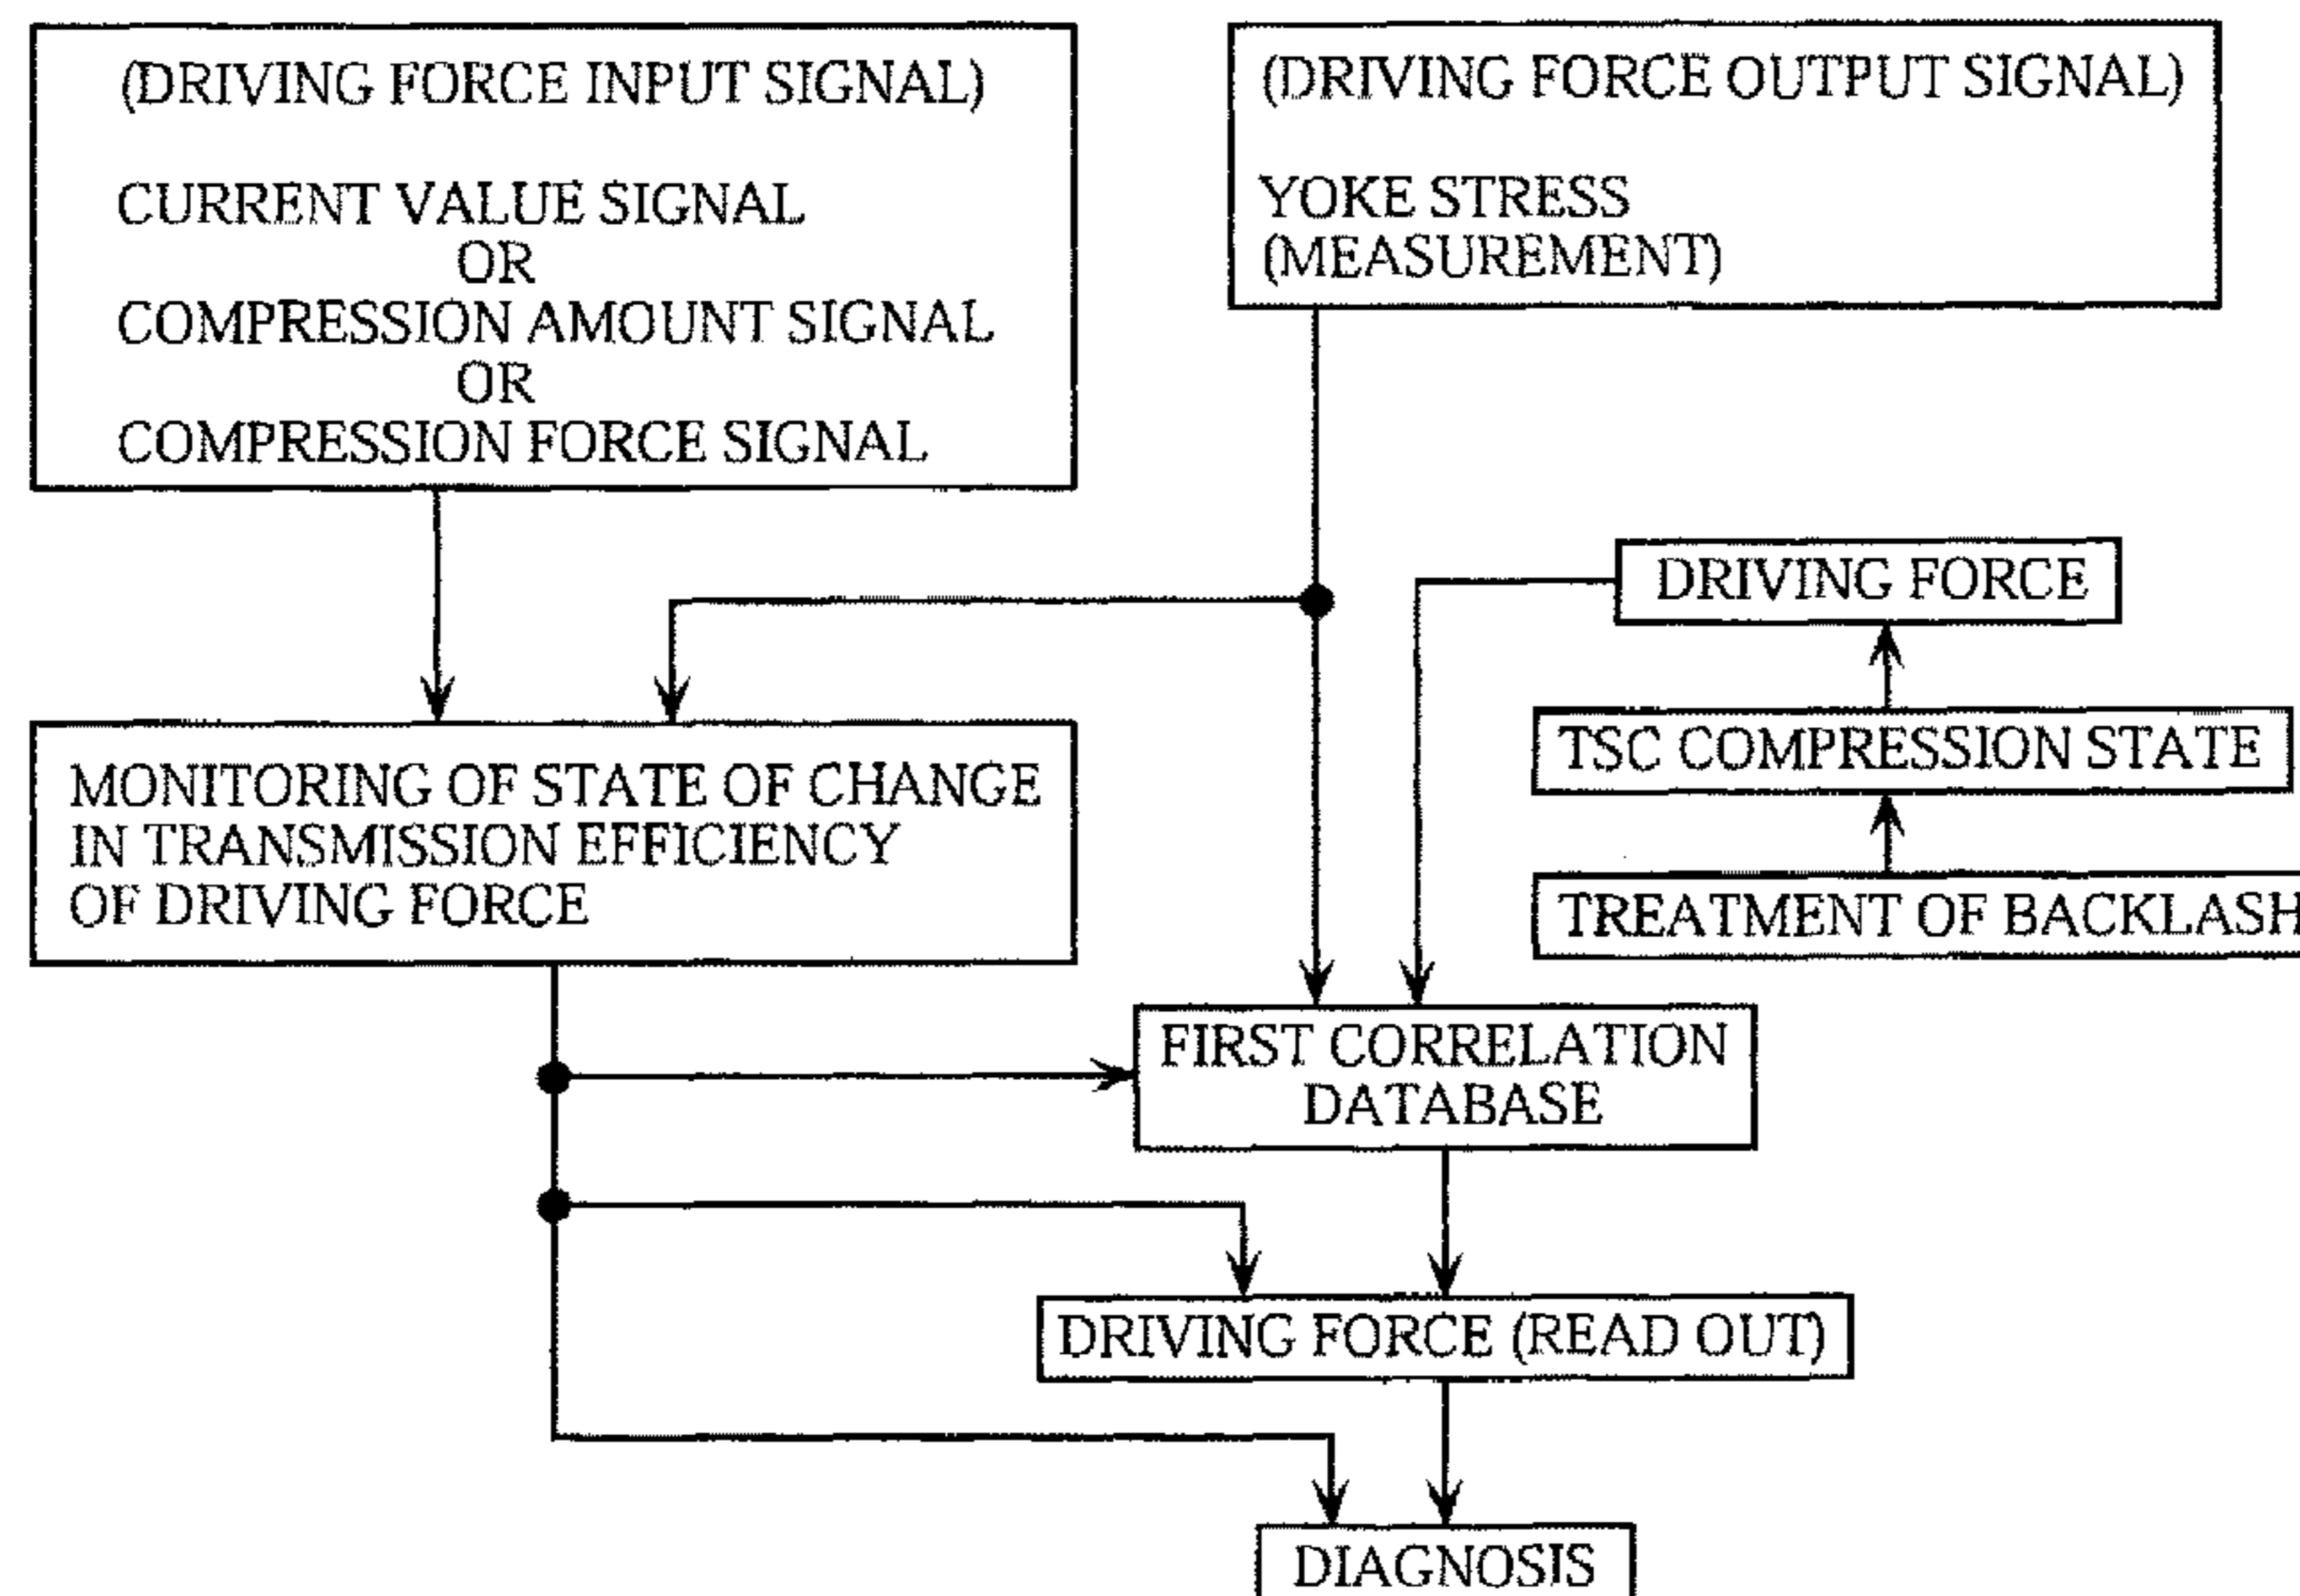 (DRIVING FORCE INPUT SIGNAL)
CURRENT VALUE SIGNAL
OR
COMPRESSION AMOUNT SIGNAL
OR
COMPRESSION FORCE SIGNAL
(DRIVING FORCE OUTPUT SIGNAL)
YOKE STRESS
(MEASUREMENT)
DRIVING FORCE
TSC COMPRESSION STATE
TREATMENT OF BACKLASH
MONITORING OF STATE OF CHANGE
IN TRANSMISSION EFFICIENCY
OF DRIVING FORCE
FIRST CORRELATION
DATABASE
DRIVING FORCE (READ OUT)
DIAGNOSIS